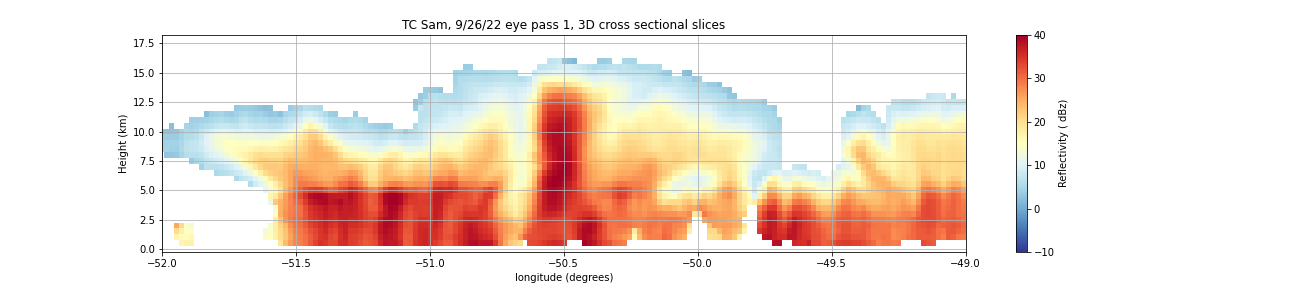 TC Sam, 9/26/22 eye pass 1, 3D cross sectional slices
17.5
15.0
12.5
10.0
7.5
5.0
2.5
0.0
Height (km)
−52.0 −51.5 −51.0 −50.5 −50.0 −49.5 −49.0
longitude (degrees)
40
30
20
10
0
−10
Reflectivity ( dBz)